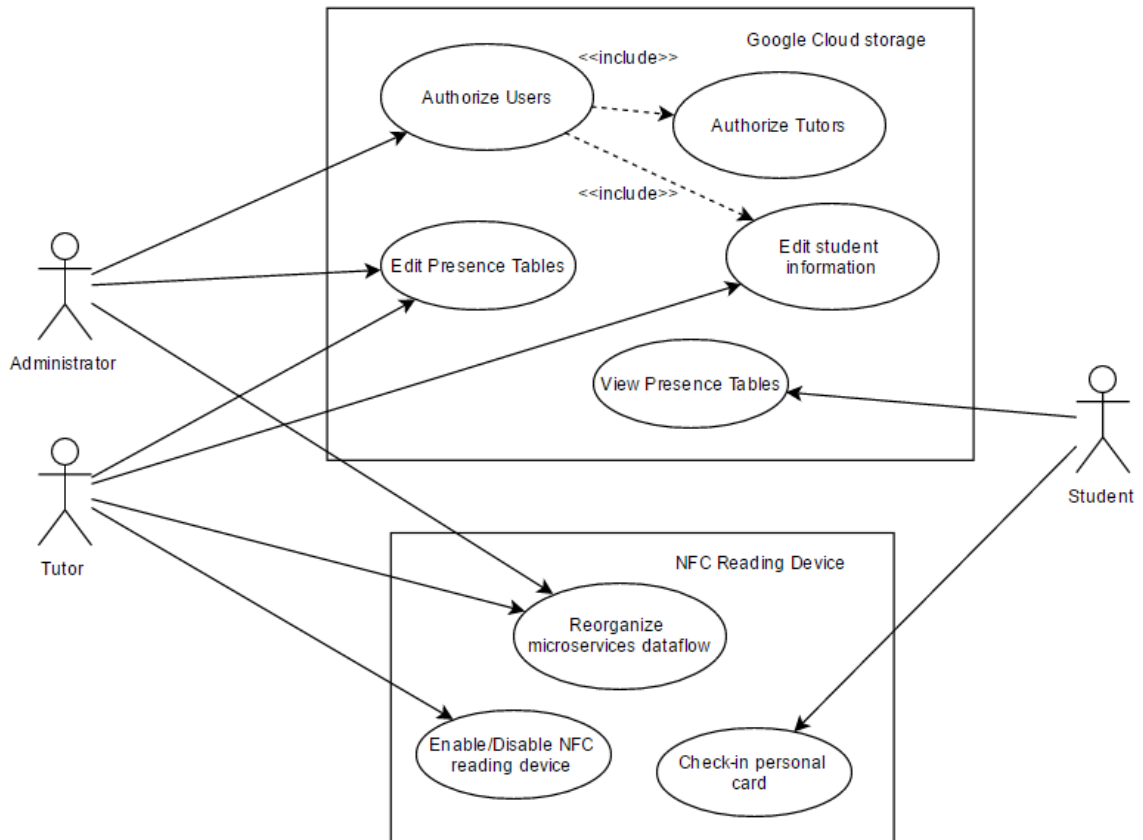 Google Cloud storage
<<include>>
Authorize Users
Authorize Tutors
<<include>>
Edit student
information
Edit Presence Tables
Administrator
View Presence Tables
Student
Tutor
NFC Reading Device
Reorganize
microservices dataflow
Enable/Disable NFC
reading device
Check-in personal
card